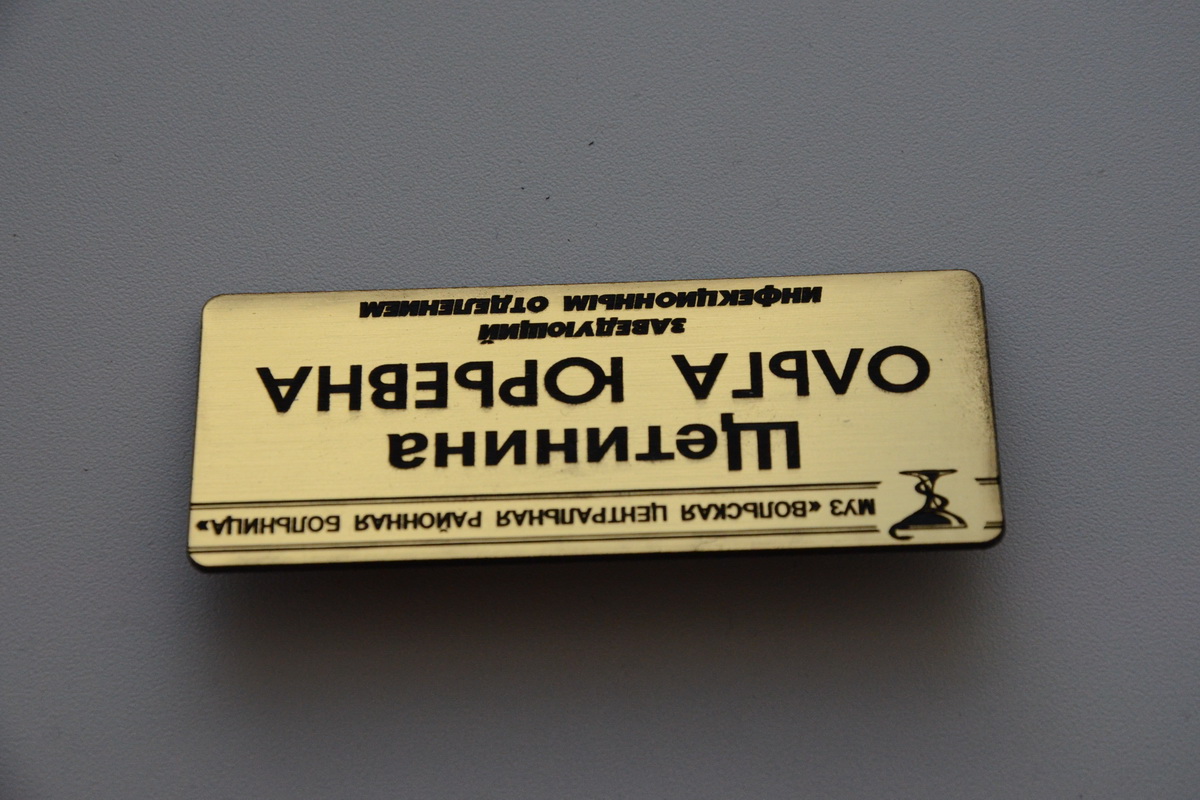 МУЗ «ВОЛЬСКАЯ ЦЕНТРАЛЬНАЯ РАЙОННАЯ БОЛЬНИЦА»
Щетинина
ОЛЬГА ЮРЬЕВНА
ЗАВЕДУЮЩИЙ
ИНФЕКЦИОННЫМ ОТДЕЛЕНИЕМ